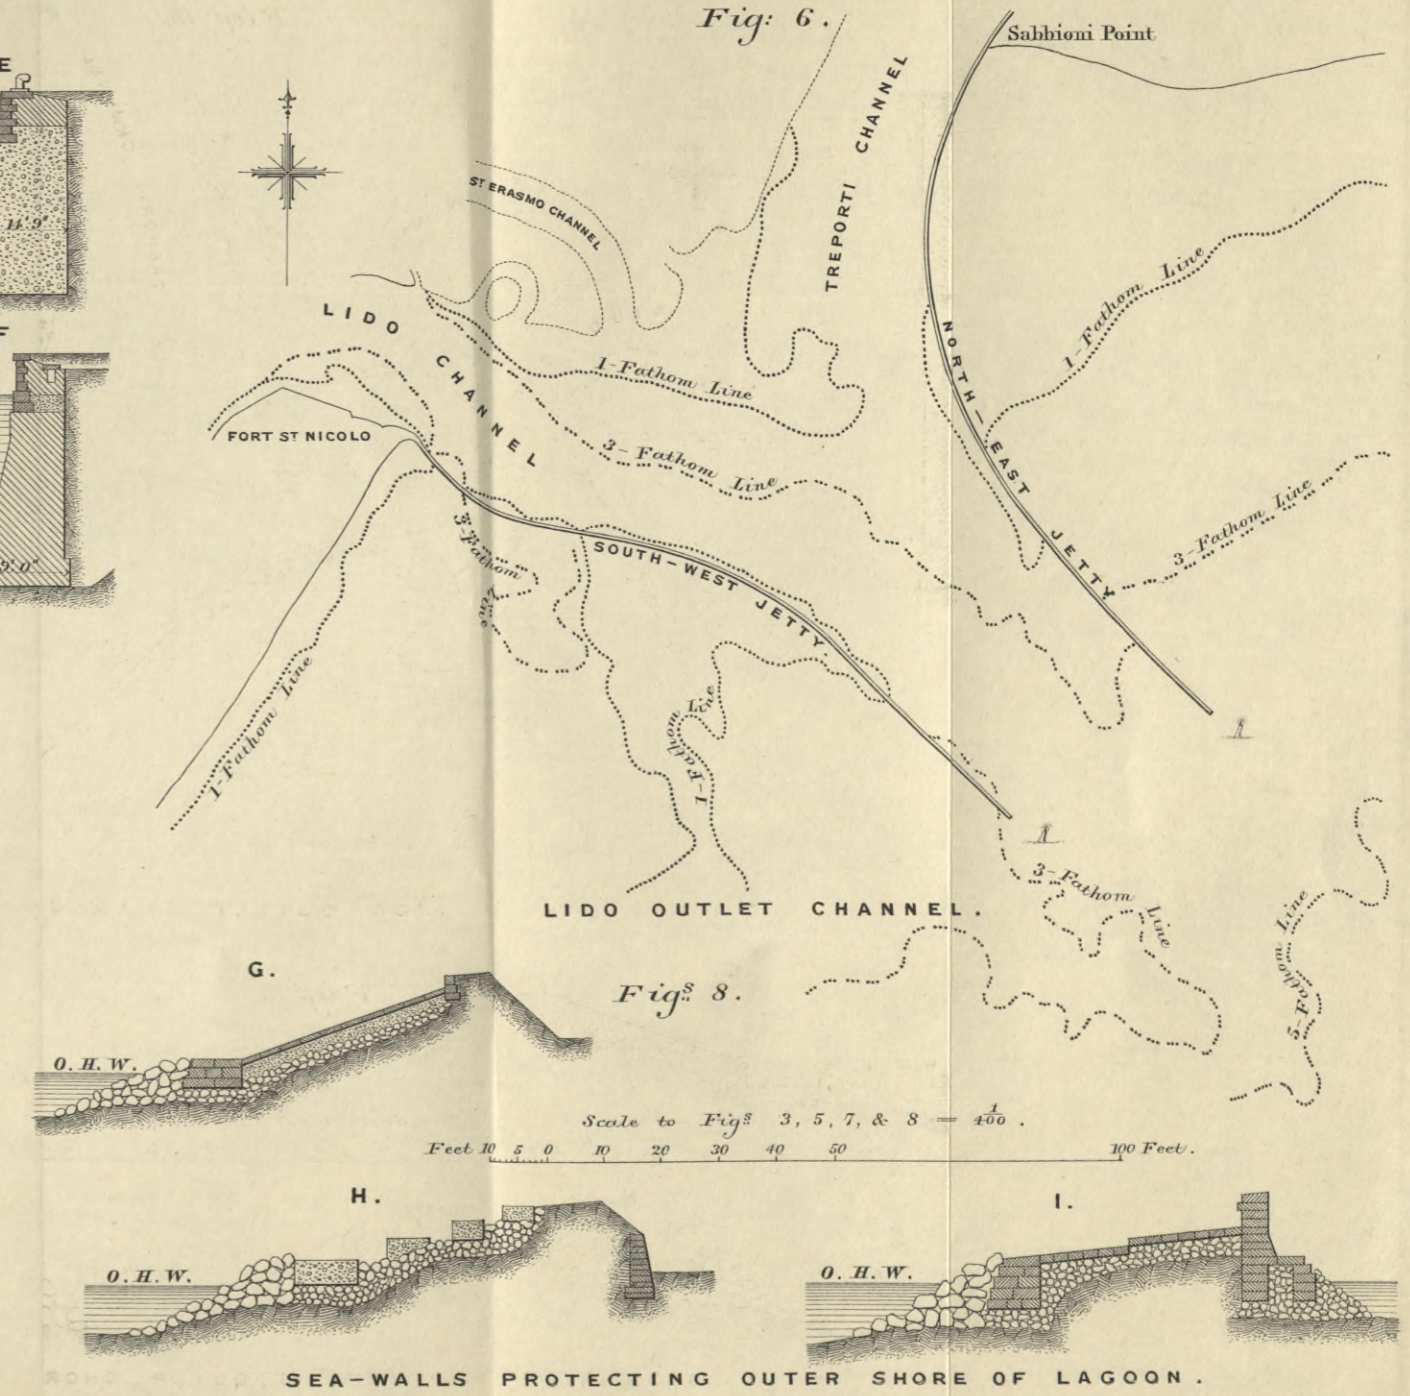 Fig: 6.
Sabbioni Point
E
14' 9"
F
9' 0"
TREPORTI CHANNEL
ST ERASMO CHANNEL
LIDO CHANNEL
1-Fathom Line
1-Fathom Line
3-Fathom Line
NORTH-EAST JETTY
3-Fathom Line
FORT ST NICOLO
3-Fathom Line
SOUTH-WEST JETTY
1-Fathom Line
1-Fathom Line
3-Fathom Line
5-Fathom Line
LIDO OUTLET CHANNEL.
Figs 8.
G.
O. H. W.
Scale to Figs 3, 5, 7, & 8 = 1/400.
Feet 10 5 0 10 20 30 40 50 100 Feet.
H.
O. H. W.
I.
O. H. W.
SEA-WALLS PROTECTING OUTER SHORE OF LAGOON.